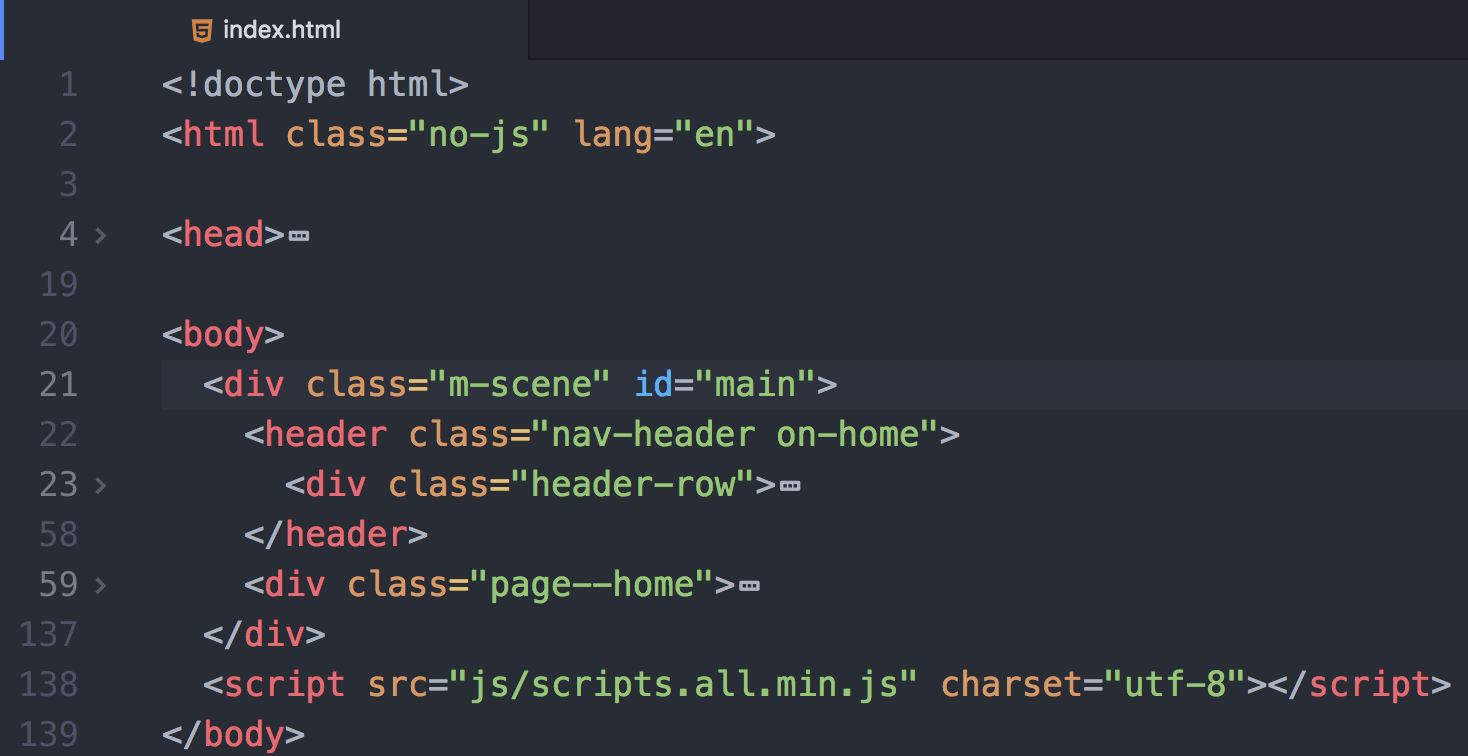 index.html
1 <!doctype html>
2 <html class="no-js" lang="en">
3
4 <head>
19
20 <body>
21 <div class="m-scene" id="main">
22 <header class="nav-header on-home">
23 <div class="header-row">
58 </header>
59 <div class="page--home">
137 </div>
138 <script src="js/scripts.all.min.js" charset="utf-8"></script>
139 </body>